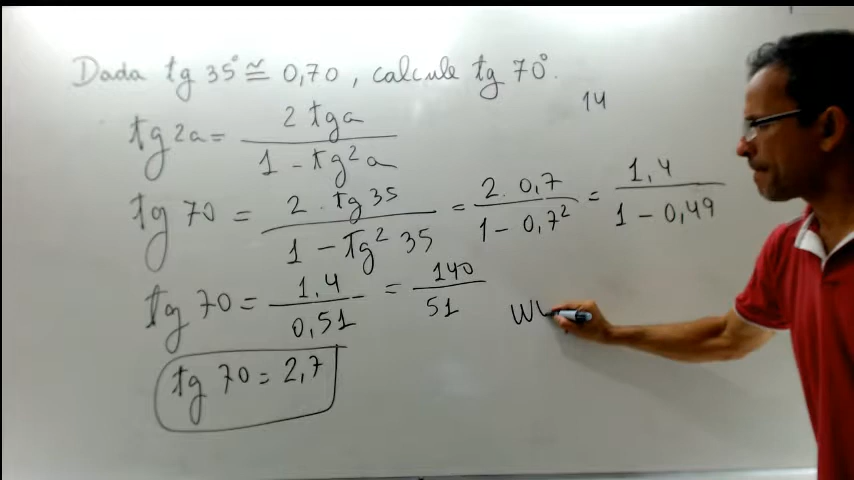 Dada tg 35° ≅ 0,70, calcule tg 70°.
14
tg 2a = 2 tga / 1 - tg² a
tg 70 = 2 . tg 35 / 1 - tg² 35 = 2. 0,7 / 1 - 0,7² = 1,4 / 1 - 0,49
tg 70 = 1,4 / 0,51 = 140 / 51
tg 70 = 2,7